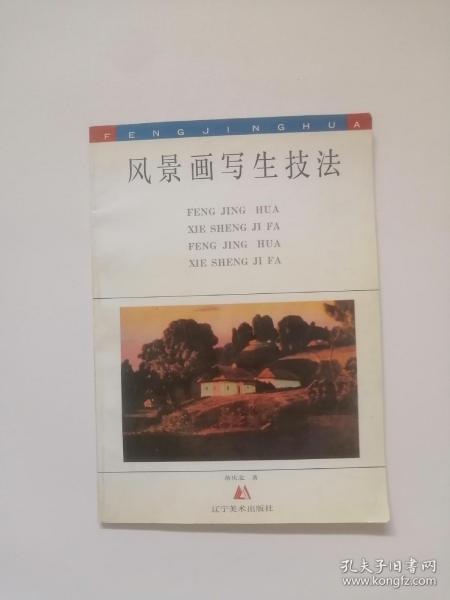 FENGJINGHUA
风景画写生技法
FENG JING HUA
XIE SHENG JI FA
FENG JING HUA
XIE SHENG JI FA
著
辽宁美术出版社
孔夫子旧书网
www.kongfz.com